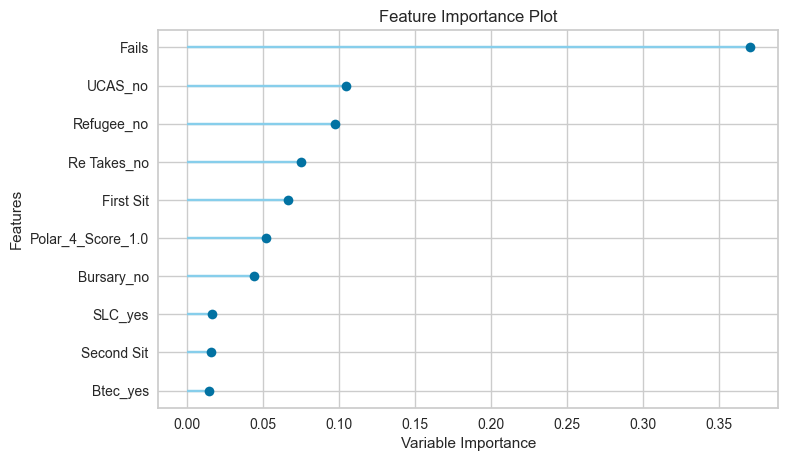 Feature Importance Plot
Fails
UCAS_no
Refugee_no
Re Takes_no
First Sit
Polar_4_Score_1.0
Bursary_no
SLC_yes
Second Sit
Btec_yes
Features
0.00 0.05 0.10 0.15 0.20 0.25 0.30 0.35
Variable Importance